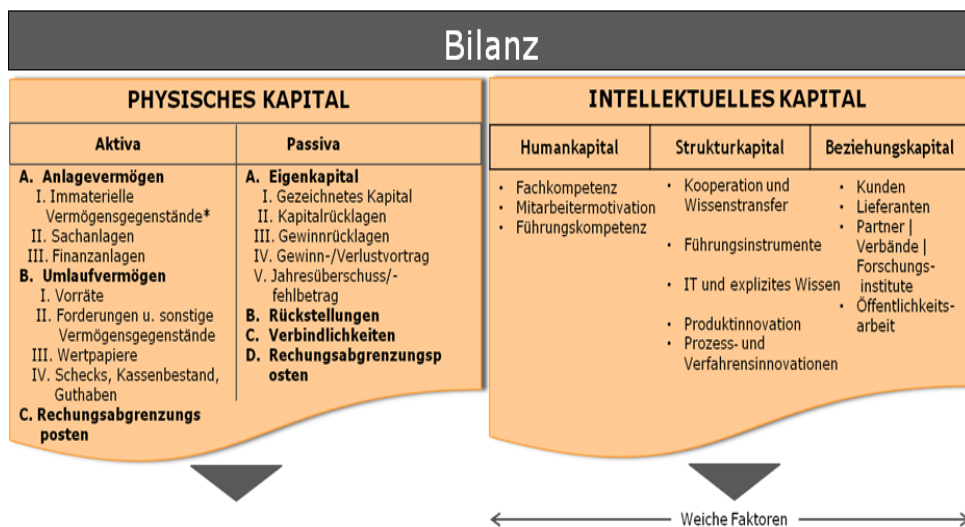 Bilanz
PHYSISCHES KAPITAL
Aktiva
A. Anlagevermögen
I. Immaterielle
Vermögensgegenstände*
II. Sachanlagen
III. Finanzanlagen
B. Umlaufvermögen
I. Vorräte
II. Forderungen u. sonstige
Vermögensgegenstände
III. Wertpapiere
IV. Schecks, Kassenbestand,
Guthaben
C. Rechungsabgrenzungs
posten
Passiva
A. Eigenkapital
I. Gezeichnetes Kapital
II. Kapitalrücklagen
III. Gewinnrücklagen
IV. Gewinn-/Verlustvortrag
V. Jahresüberschuss/-
fehlbetrag
B. Rückstellungen
C. Verbindlichkeiten
D. Rechungsabgrenzungsp
osten
INTELLEKTUELLES KAPITAL
Humankapital
• Fachkompetenz
• Mitarbeitermotivation
• Führungskompetenz
Strukturkapital
• Kooperation und
Wissenstransfer
• Führungsinstrumente
• IT und explizites Wissen
• Produktinnovation
• Prozess- und
Verfahrensinnovationen
Beziehungskapital
• Kunden
• Lieferanten
• Partner |
Verbände |
Forschungs-
institute
• Öffentlichkeits-
arbeit
Weiche Faktoren